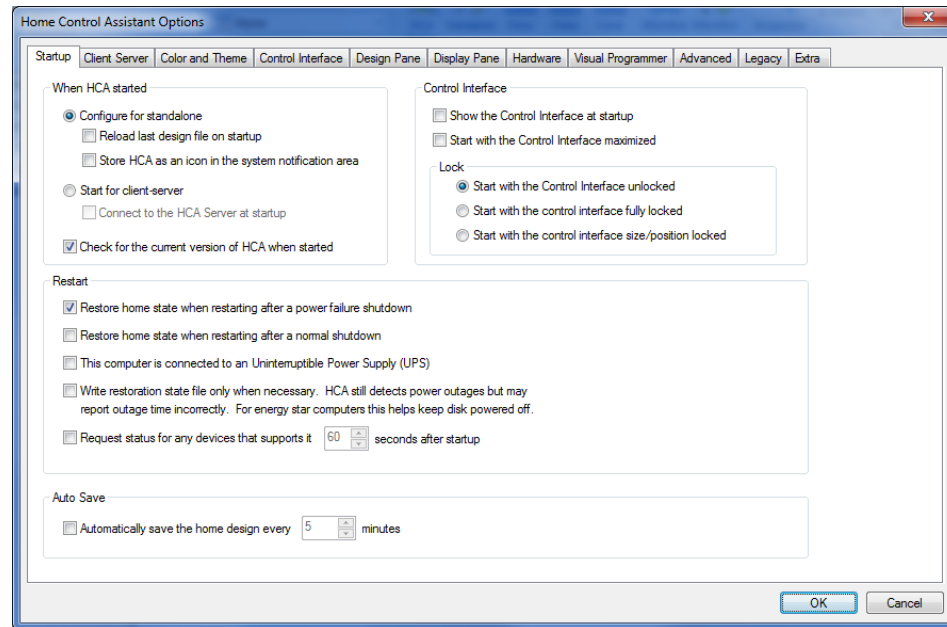 Home Control Assistant Options
Startup Client Server Color and Theme Control Interface Design Pane Display Pane Hardware Visual Programmer Advanced Legacy Extra
When HCA started
Configure for standalone
Reload last design file on startup
Store HCA as an icon in the system notification area
Start for client-server
Connect to the HCA Server at startup
Check for the current version of HCA when started
Control Interface
Show the Control Interface at startup
Start with the Control Interface maximized
Lock
Start with the Control Interface unlocked
Start with the control interface fully locked
Start with the control interface size/position locked
Restart
Restore home state when restarting after a power failure shutdown
Restore home state when restarting after a normal shutdown
This computer is connected to an Uninterruptible Power Supply (UPS)
Write restoration state file only when necessary. HCA still detects power outages but may
report outage time incorrectly. For energy star computers this helps keep disk powered off.
Request status for any devices that supports it 60 seconds after startup
Auto Save
Automatically save the home design every 5 minutes
OK Cancel